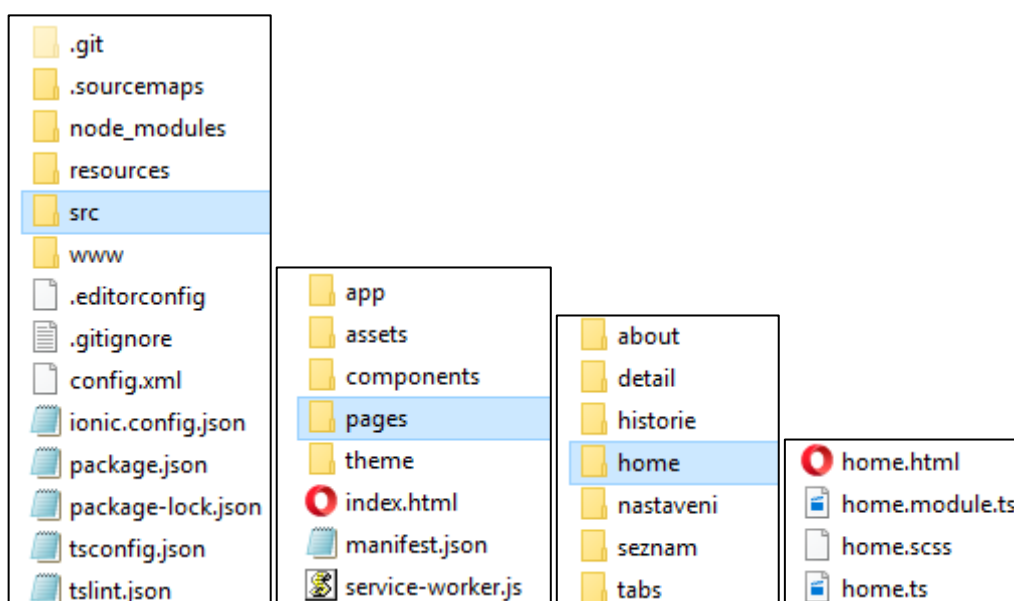 .git
.sourcemaps
node_modules
resources
src
www
.editorconfig
.gitignore
config.xml
ionic.config.json
package.json
package-lock.json
tsconfig.json
tslint.json
app
assets
components
pages
theme
index.html
manifest.json
service-worker.js
about
detail
historie
home
nastaveni
seznam
tabs
home.html
home.module.ts
home.scss
home.ts